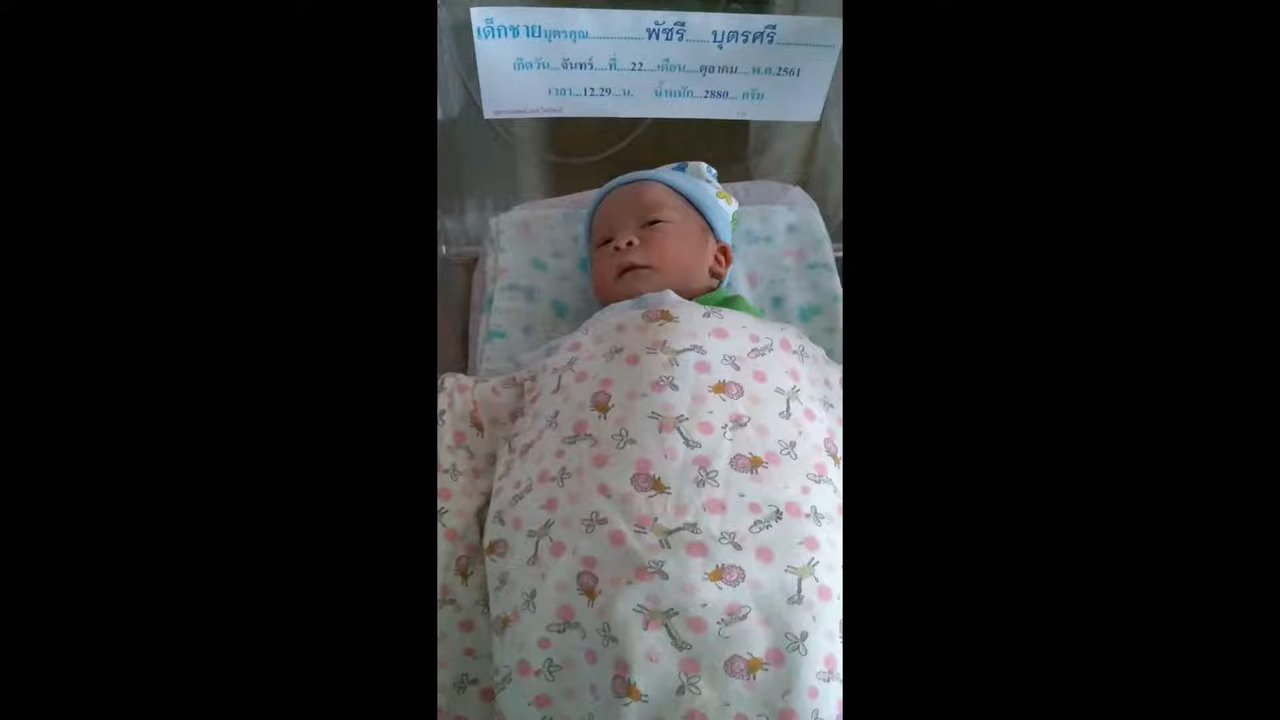 เด็กชายบุตรคุณ................พัชรี.......บุตรศรี................
เกิดวัน...จันทร์....ที่....22....เดือน....ตุลาคม....พ.ศ.2561
เวลา...12.29...น. น้ำหนัก...2880... กรัม